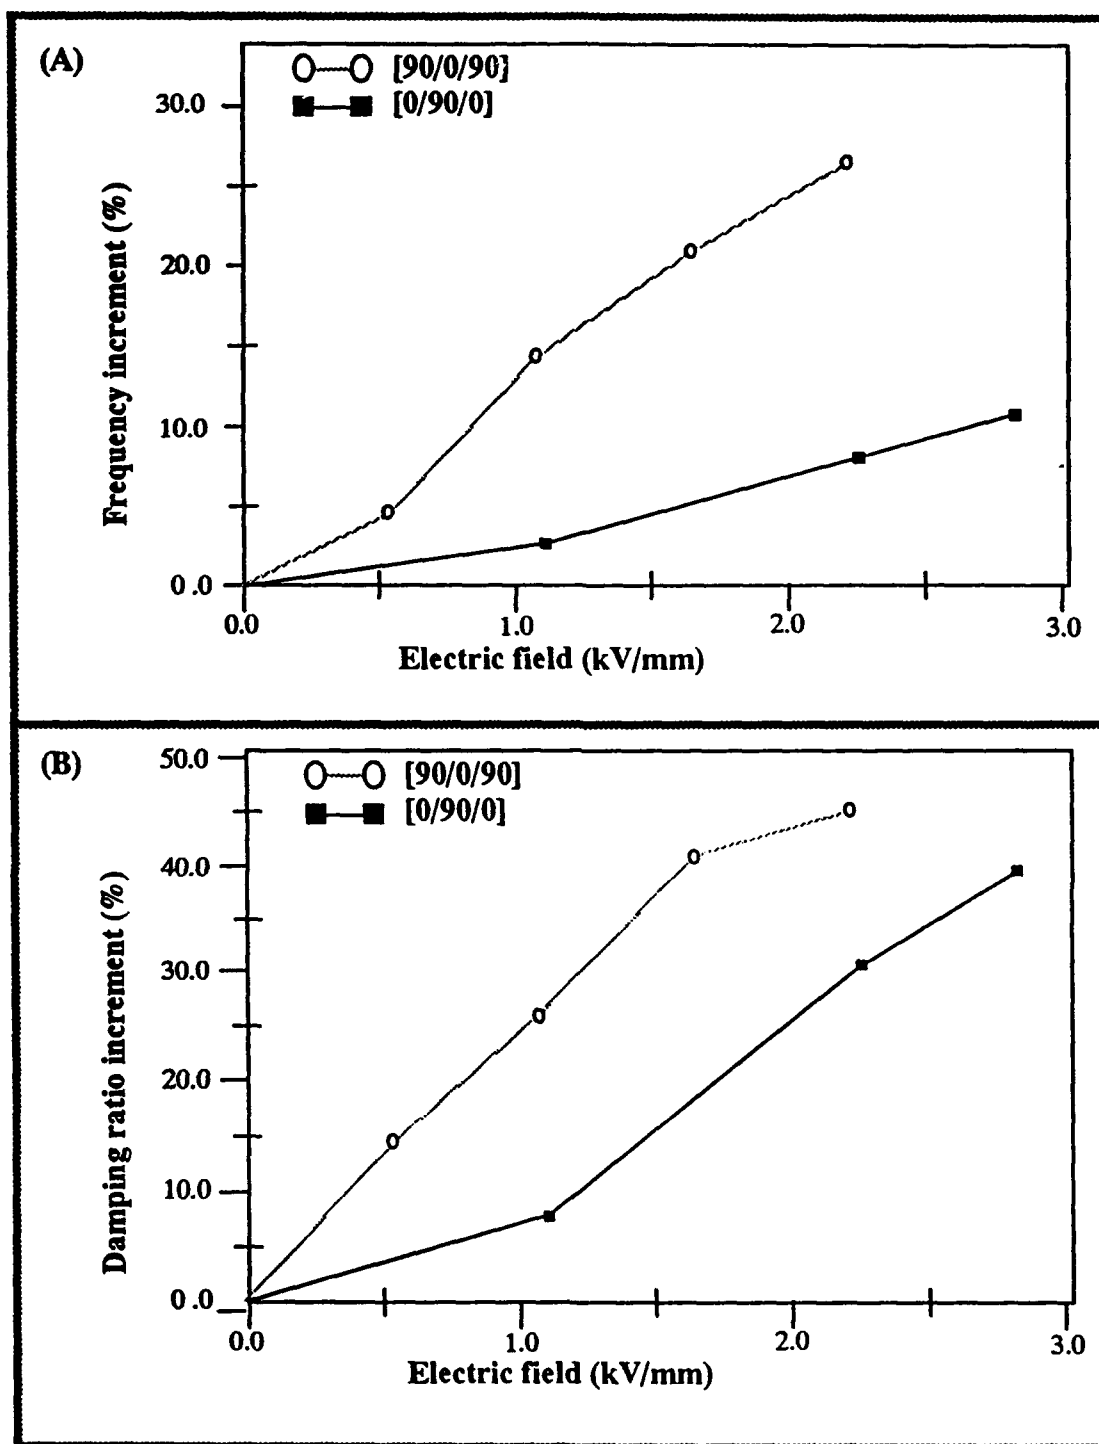 (A)
[90/0/90]
[0/90/0]
30.0
20.0
10.0
0.0
Frequency increment (%)
0.0 1.0 2.0 3.0
Electric field (kV/mm)
(B)
[90/0/90]
[0/90/0]
50.0
40.0
30.0
20.0
10.0
0.0
Damping ratio increment (%)
0.0 1.0 2.0 3.0
Electric field (kV/mm)